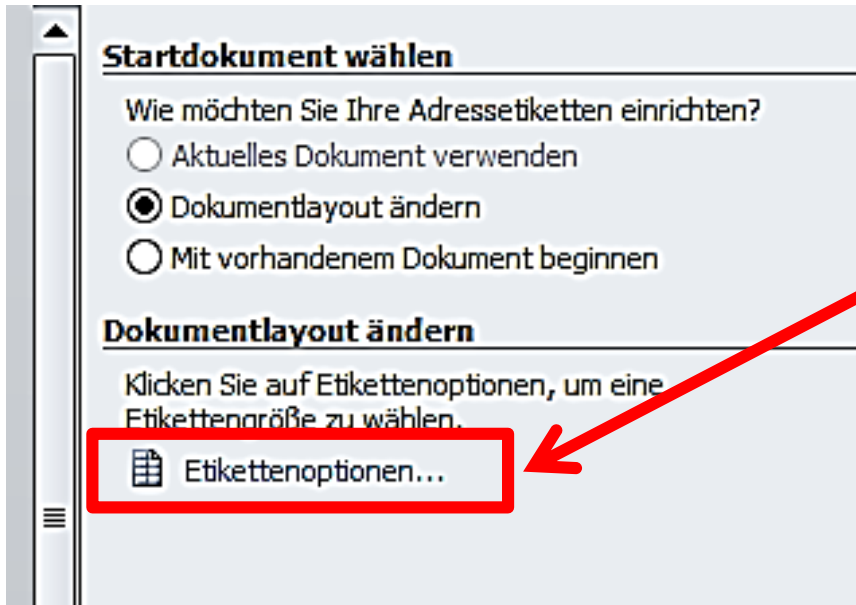 Startdokument wählen
Wie möchten Sie Ihre Adressetiketten einrichten?
Aktuelles Dokument verwenden
Dokumentlayout ändern
Mit vorhandenem Dokument beginnen
Dokumentlayout ändern
Klicken Sie auf Etikettenoptionen, um eine
Etikettengröße zu wählen.
Etikettenoptionen...